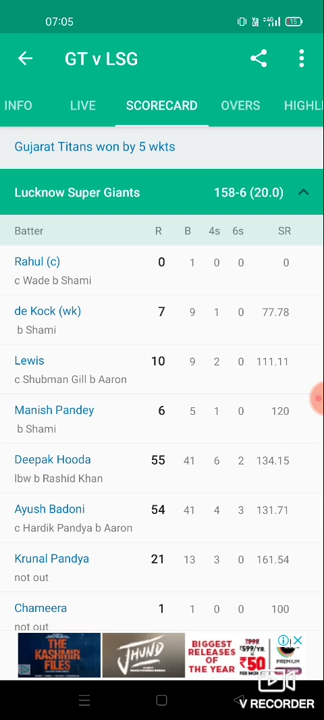 07:05
15
GT v LSG
INFO LIVE SCORECARD OVERS HIGHLI
Gujarat Titans won by 5 wkts
Lucknow Super Giants 158-6 (20.0)
Batter R B 4s 6s SR
Rahul (c) 0 1 0 0 0
c Wade b Shami
de Kock (wk) 7 9 1 0 77.78
b Shami
Lewis 10 9 2 0 111.11
c Shubman Gill b Aaron
Manish Pandey 6 5 1 0 120
b Shami
Deepak Hooda 55 41 6 2 134.15
lbw b Rashid Khan
Ayush Badoni 54 41 4 3 131.71
c Hardik Pandya b Aaron
Krunal Pandya 21 13 3 0 161.54
not out
Chameera 1 1 0 0 100
not out
THE KASHMIR FILES
JHUND
BIGGEST RELEASES OF THE YEAR
₹599/YR
₹50
PREMIUM
V RECORDER